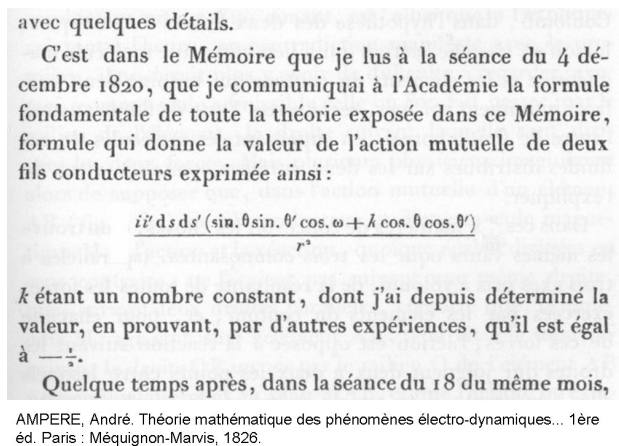 avec quelques détails.
C'est dans le Mémoire que je lus à la séance du 4 dé-
cembre 1820, que je communiquai à l'Académie la formule
fondamentale de toute la théorie exposée dans ce Mémoire,
formule qui donne la valeur de l'action mutuelle de deux
fils conducteurs exprimée ainsi :
ii' ds ds' (sin. θ sin. θ' cos. ω + k cos. θ cos. θ')
r²
k étant un nombre constant, dont j'ai depuis déterminé la
valeur, en prouvant, par d'autres expériences, qu'il est égal
à — ½.
Quelque temps après, dans la séance du 18 du même mois,
AMPERE, André. Théorie mathématique des phénomènes électro-dynamiques... 1ère
éd. Paris : Méquignon-Marvis, 1826.